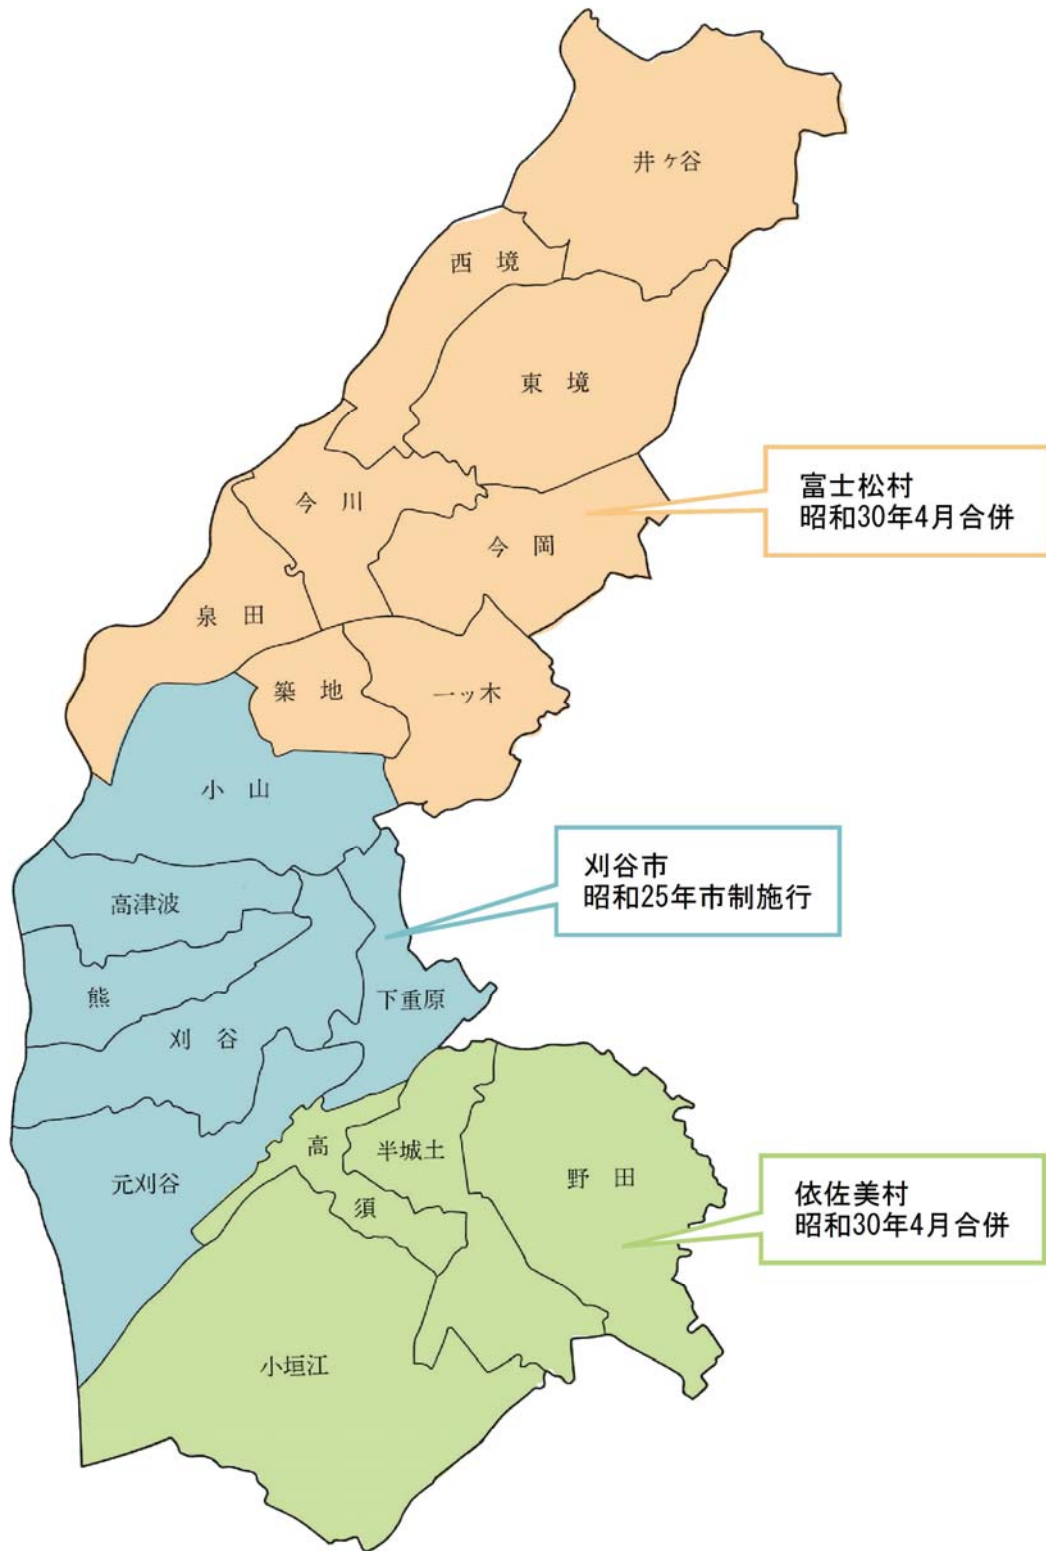 井ヶ谷
西境
東境
富士松村
昭和30年4月合併
今川
今岡
泉田
築地
一ッ木
小山
刈谷市
昭和25年市制施行
高津波
熊
下重原
刈谷
高須
半城土
元刈谷
野田
依佐美村
昭和30年4月合併
小垣江